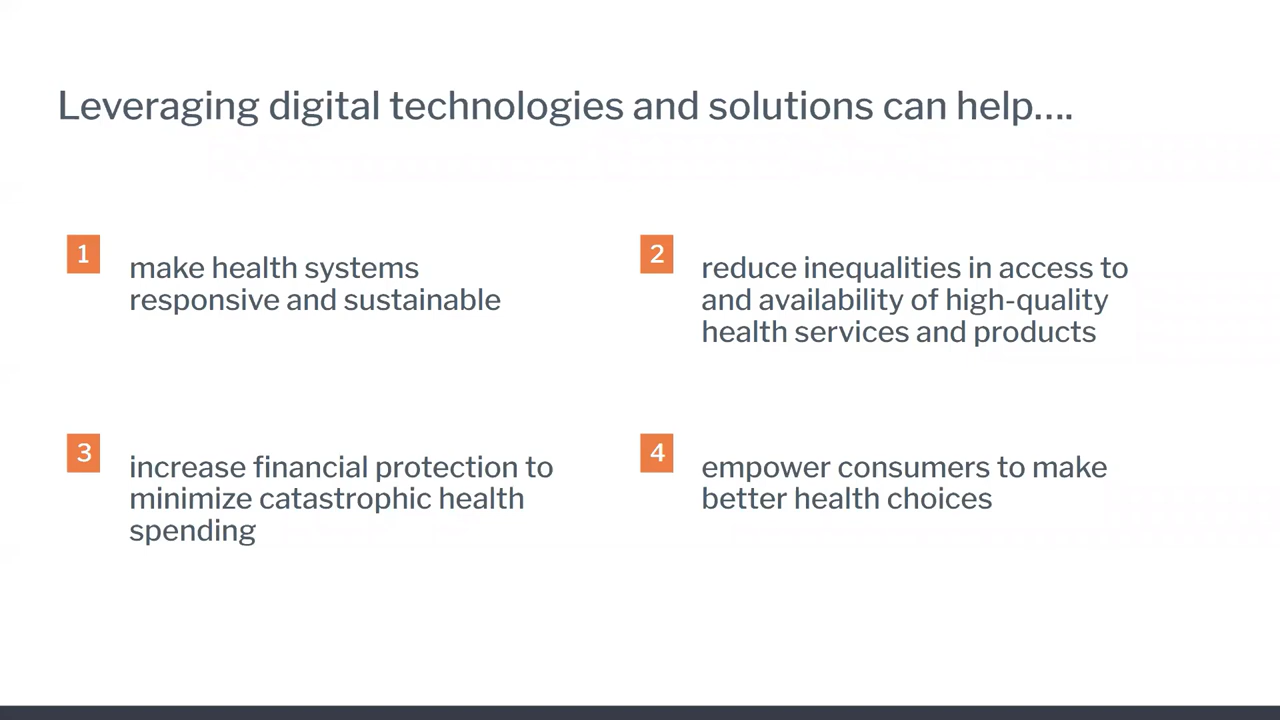 Leveraging digital technologies and solutions can help....
1
make health systems
responsive and sustainable
2
reduce inequalities in access to
and availability of high-quality
health services and products
3
increase financial protection to
minimize catastrophic health
spending
4
empower consumers to make
better health choices